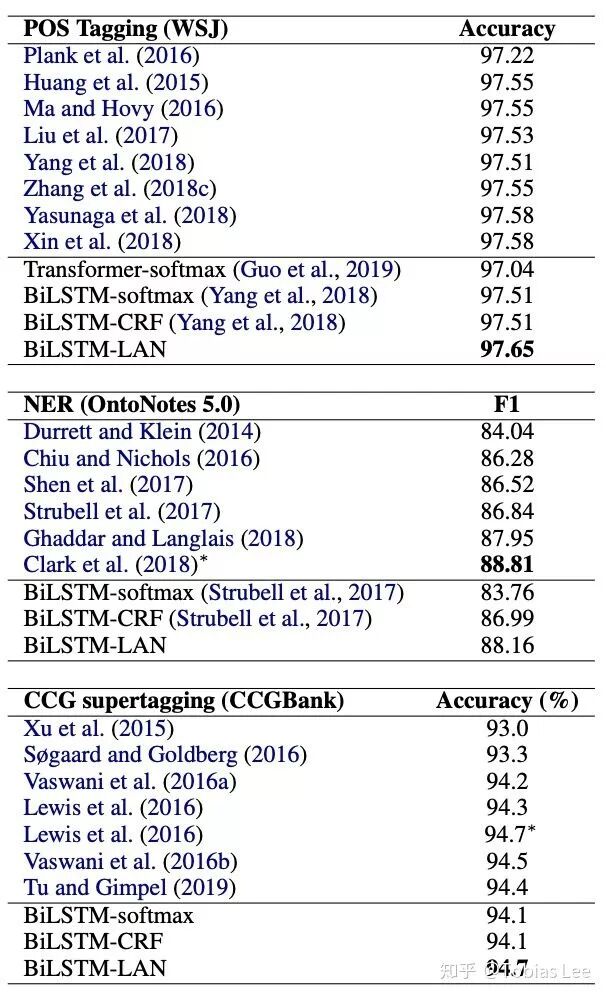 POS Tagging (WSJ) Accuracy
Plank et al. (2016) 97.22
Huang et al. (2015) 97.55
Ma and Hovy (2016) 97.55
Liu et al. (2017) 97.53
Yang et al. (2018) 97.51
Zhang et al. (2018c) 97.55
Yasunaga et al. (2018) 97.58
Xin et al. (2018) 97.58
Transformer-softmax (Guo et al., 2019) 97.04
BiLSTM-softmax (Yang et al., 2018) 97.51
BiLSTM-CRF (Yang et al., 2018) 97.51
BiLSTM-LAN 97.65
NER (OntoNotes 5.0) F1
Durrett and Klein (2014) 84.04
Chiu and Nichols (2016) 86.28
Shen et al. (2017) 86.52
Strubell et al. (2017) 86.84
Ghaddar and Langlais (2018) 87.95
Clark et al. (2018)* 88.81
BiLSTM-softmax (Strubell et al., 2017) 83.76
BiLSTM-CRF (Strubell et al., 2017) 86.99
BiLSTM-LAN 88.16
CCG supertagging (CCGBank) Accuracy (%)
Xu et al. (2015) 93.0
Søgaard and Goldberg (2016) 93.3
Vaswani et al. (2016a) 94.2
Lewis et al. (2016) 94.3
Lewis et al. (2016) 94.7*
Vaswani et al. (2016b) 94.5
Tu and Gimpel (2019) 94.4
BiLSTM-softmax 94.1
BiLSTM-CRF 94.1
BiLSTM-LAN 94.7
知乎 @Tobias Lee